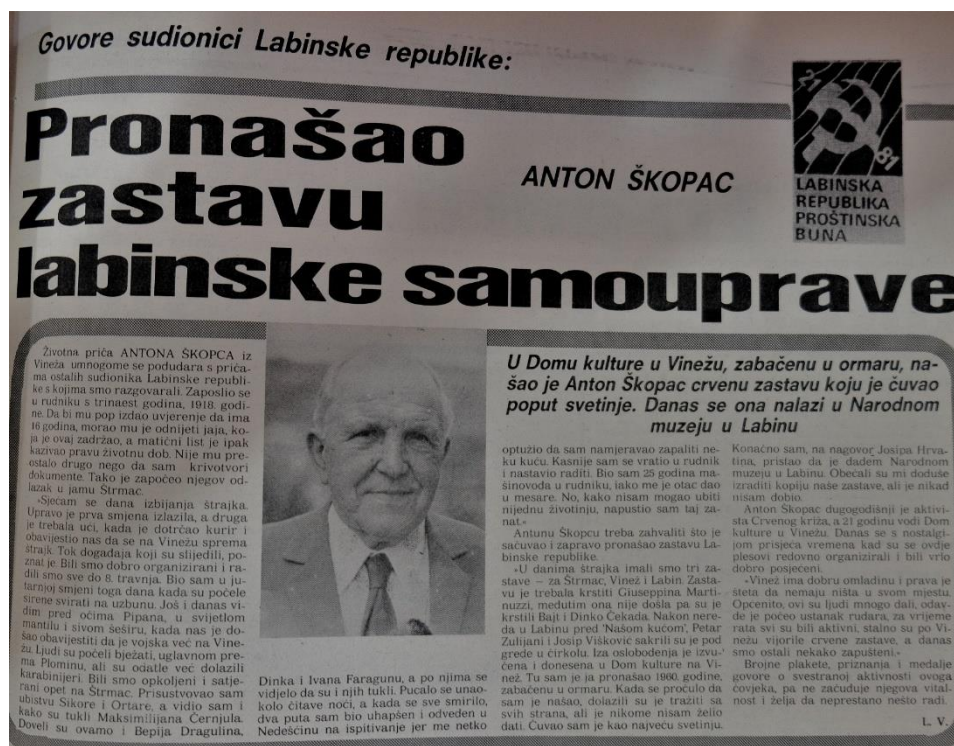 Govore sudionici Labinske republike:
Pronašao
zastavu
labinske samouprave
ANTON ŠKOPAC
21
81
LABINSKA
REPUBLIKA
PROŠTINSKA
BUNA
U Domu kulture u Vinežu, zabačenu u ormaru, na-
šao je Anton Škopac crvenu zastavu koju je čuvao
poput svetinje. Danas se ona nalazi u Narodnom
muzeju u Labinu
Životna priča ANTONA ŠKOPCA iz
Vineža umnogome se podudara s priča-
ma ostalih sudionika Labinske republi-
ke s kojima smo razgovarali. Zaposlio se
u rudniku s trinaest godina, 1918. godi-
ne. Da bi mu pop izdao uvjerenje da ima
16 godina, morao mu je odnijeti jaja, ko-
ja je ovaj zadržao, a matični list je ipak
kazivao pravu životnu dob. Nije mu pre-
ostalo drugo nego da sam krivotvori
dokumente. Tako je započeo njegov od-
lazak u jamu Štrmac.
»Sjećam se dana izbijanja štrajka.
Upravo je prva smjena izlazila, a druga
je trebala ući, kada je dotrčao kurir i
obavijestio nas da se na Vinežu sprema
štrajk. Tok događaja koji su slijedili, po-
znat je. Bili smo dobro organizirani i ra-
dili smo sve do 8. travnja. Bio sam u ju-
tarnjoj smjeni toga dana kada su počele
sirene svirati na uzbunu. Još i danas vi-
dim pred očima Pipana, u svijetlom
mantilu i sivom šeširu, kada nas je do-
šao obavijestiti da je vojska već na Vine-
žu. Ljudi su počeli bježati, uglavnom pre-
ma Plominu, ali su odatle već dolazili
karabinjeri. Bili smo opkoljeni i satje-
rani opet na Štrmac. Prisustvovao sam
ubistvu Sikore i Ortare, a vidio sam i
kako su tukli Maksimilijana Černjula.
Doveli su ovamo i Bepija Dragulina,
Dinka i Ivana Faragunu, a po njima se
vidjelo da su i njih tukli. Pucalo se unao-
kolo čitave noći, a kada se sve smirilo,
dva puta sam bio uhapšen i odveden u
Nedešćinu na ispitivanje jer me netko
optužio da sam namjeravao zapaliti ne-
ku kuću. Kasnije sam se vratio u rudnik
i nastavio raditi. Bio sam 25 godina ma-
šinovođa u rudniku, iako me je otac dao
u mesare. No, kako nisam mogao ubiti
nijednu životinju, napustio sam taj za-
nat.«
Antunu Škopcu treba zahvaliti što je
sačuvao i zapravo pronašao zastavu La-
binske republike.
»U danima štrajka imali smo tri za-
stave – za Štrmac, Vinež i Labin. Zasta-
vu je trebala krstiti Giuseppina Marti-
nuzzi, međutim ona nije došla pa su je
krstili Bajt i Dinko Čekada. Nakon nere-
da u Labinu pred 'Našom kućom', Petar
Zulijani i Josip Višković sakrili su je pod
grede u ćirkolu. Iza oslobođenja je izvu-
čena i donesena u Dom kulture na Vi-
než. Tu sam je ja pronašao 1960. godine,
zabačenu u ormaru. Kada se pročulo da
sam je našao, dolazili su je tražiti sa
svih strana, ali je nikome nisam želio
dati. Čuvao sam je kao najveću svetinju.
Konačno sam, na nagovor Josipa Hrva-
tina, pristao da je dadem Narodnom
muzeju u Labinu. Obećali su mi doduše
izraditi kopiju naše zastave, ali je nikad
nisam dobio.
Anton Škopac dugogodišnji je aktivi-
sta Crvenog križa, a 21 godinu vodi Dom
kulture u Vinežu. Danas se s nostalgi-
jom prisjeća vremena kad su se ovdje
plesovi redovno organizirali i bili vrlo
dobro posjećeni.
»Vinež ima dobru omladinu i prava je
šteta da nemaju ništa u svom mjestu.
Općenito, ovi su ljudi mnogo dali, odav-
de je počeo ustanak rudara, za vrijeme
rata svi su bili aktivni, stalno su po Vi-
nežu vijorile crvene zastave, a danas
smo ostali nekako zapušteni.«
Brojne plakete, priznanja i medalje
govore o svestranoj aktivnosti ovoga
čovjeka, pa ne začuđuje njegova vital-
nost i želja da neprestano nešto radi.
L. V.